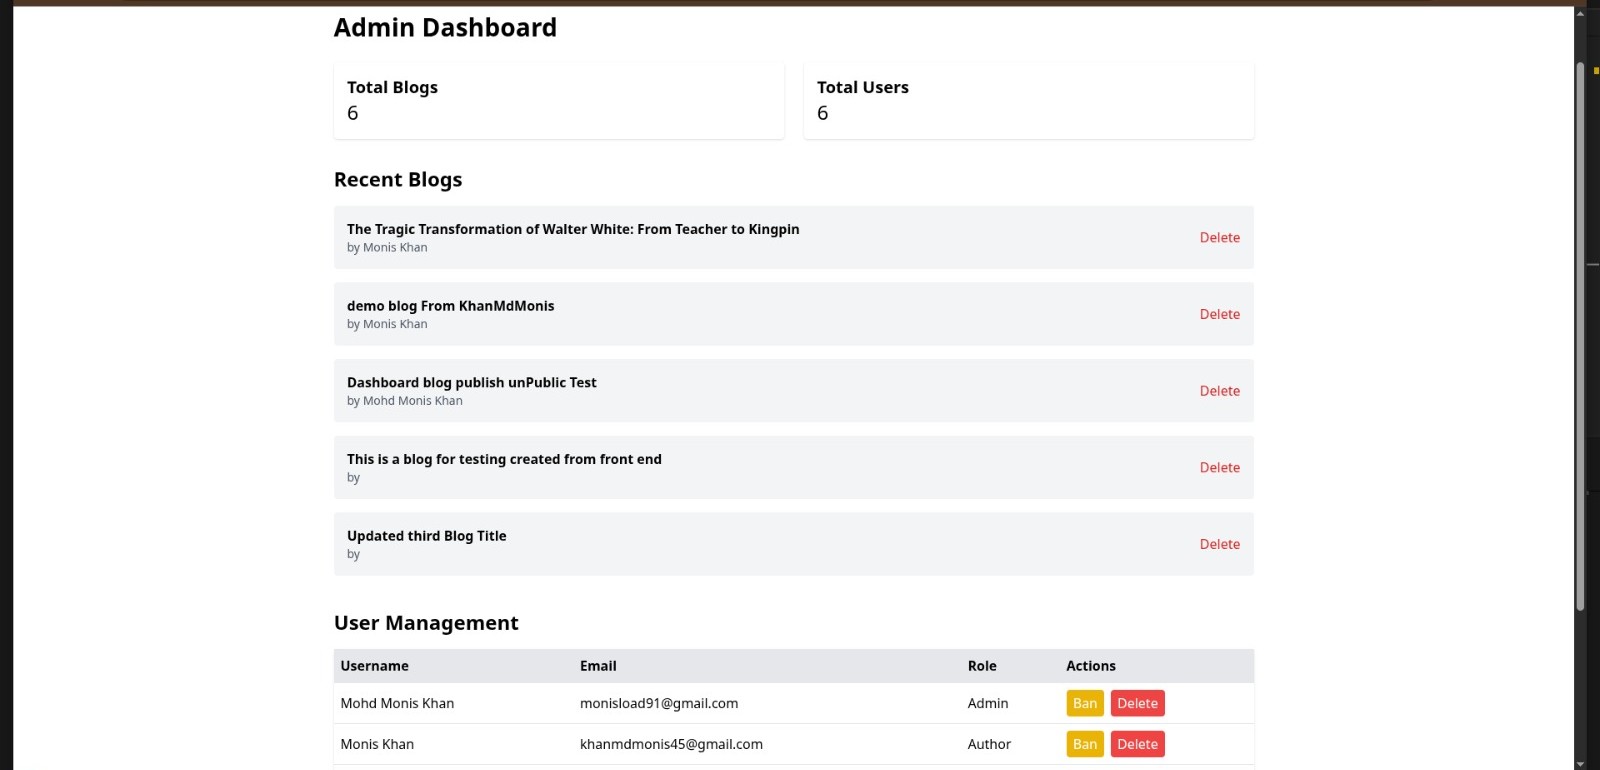 Admin Dashboard
Total Blogs
6
Total Users
6
Recent Blogs
The Tragic Transformation of Walter White: From Teacher to Kingpin
by Monis Khan
Delete
demo blog From KhanMdMonis
by Monis Khan
Delete
Dashboard blog publish unPublic Test
by Mohd Monis Khan
Delete
This is a blog for testing created from front end
by
Delete
Updated third Blog Title
by
Delete
User Management
Username Email Role Actions
Mohd Monis Khan monisload91@gmail.com Admin Ban Delete
Monis Khan khanmdmonis45@gmail.com Author Ban Delete